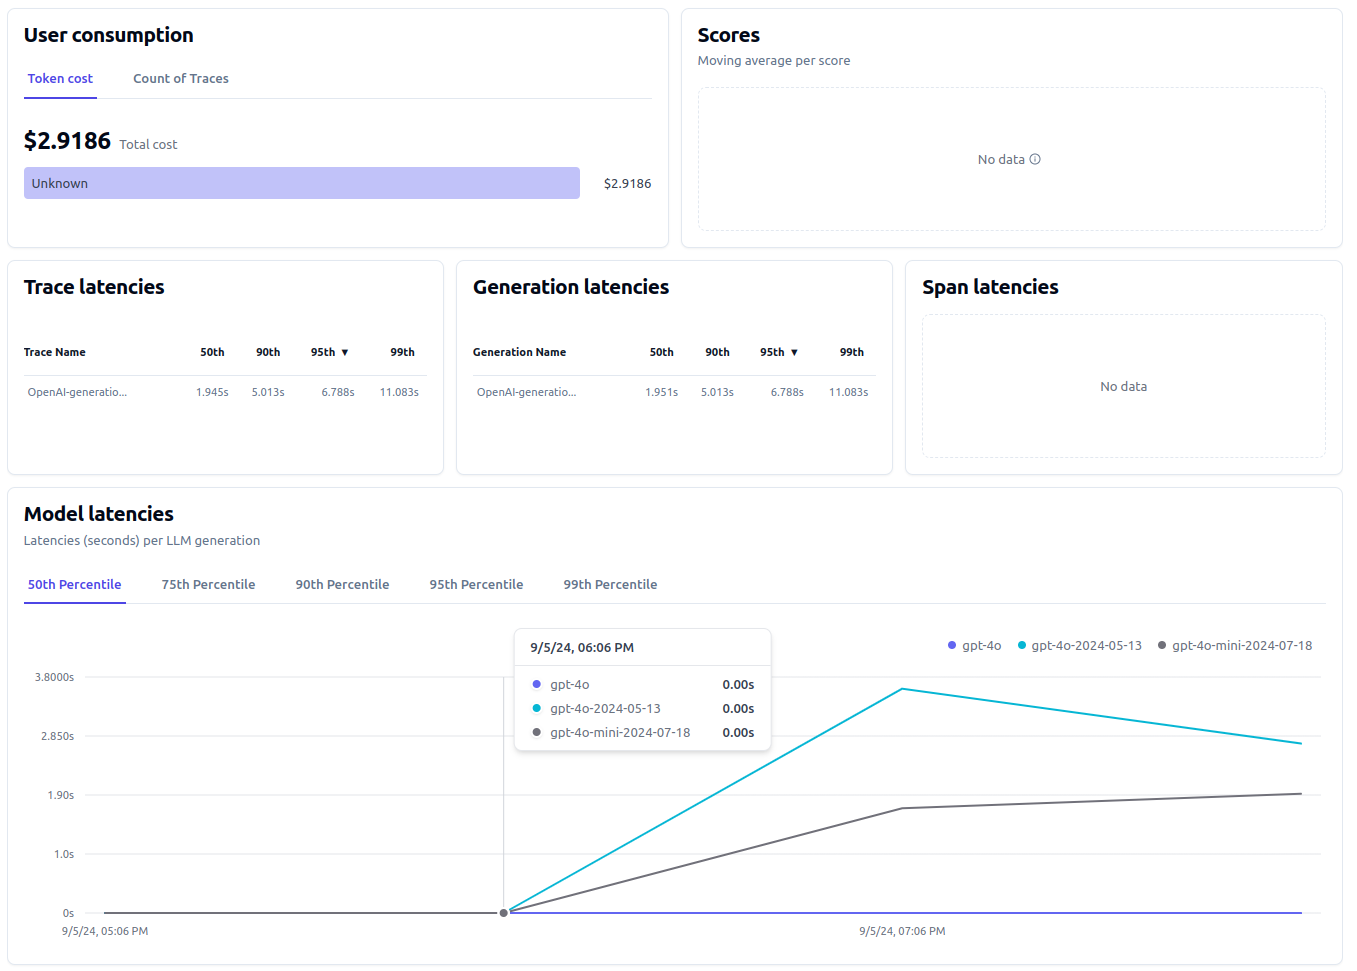 User consumption
Token cost
Count of Traces
$2.9186 Total cost
Unknown
$2.9186
Scores
Moving average per score
No data
Trace latencies
Trace Name 50th 90th 95th ▼ 99th
OpenAI-generatio... 1.945s 5.013s 6.788s 11.083s
Generation latencies
Generation Name 50th 90th 95th ▼ 99th
OpenAI-generatio... 1.951s 5.013s 6.788s 11.083s
Span latencies
No data
Model latencies
Latencies (seconds) per LLM generation
50th Percentile 75th Percentile 90th Percentile 95th Percentile 99th Percentile
gpt-4o gpt-4o-2024-05-13 gpt-4o-mini-2024-07-18
9/5/24, 06:06 PM
gpt-4o 0.00s
gpt-4o-2024-05-13 0.00s
gpt-4o-mini-2024-07-18 0.00s
3.8000s
2.850s
1.90s
1.0s
0s
9/5/24, 05:06 PM 9/5/24, 07:06 PM